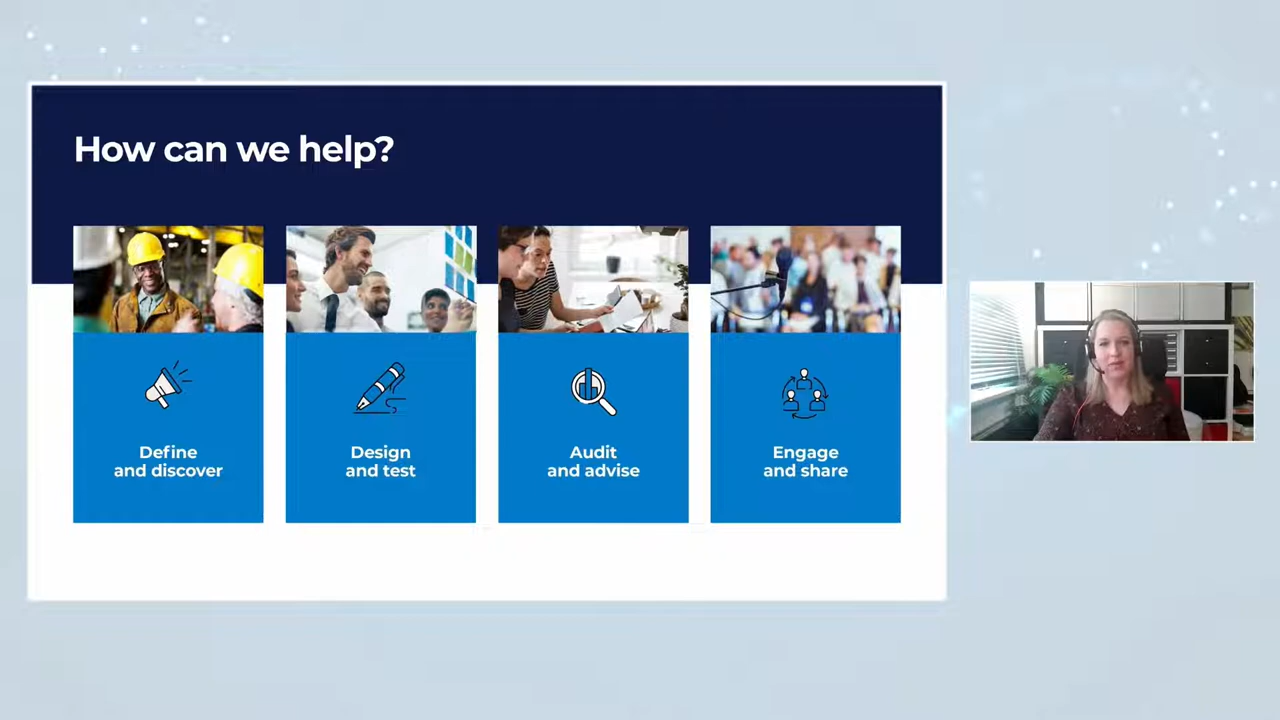 How can we help?
Define
and discover
Design
and test
Audit
and advise
Engage
and share